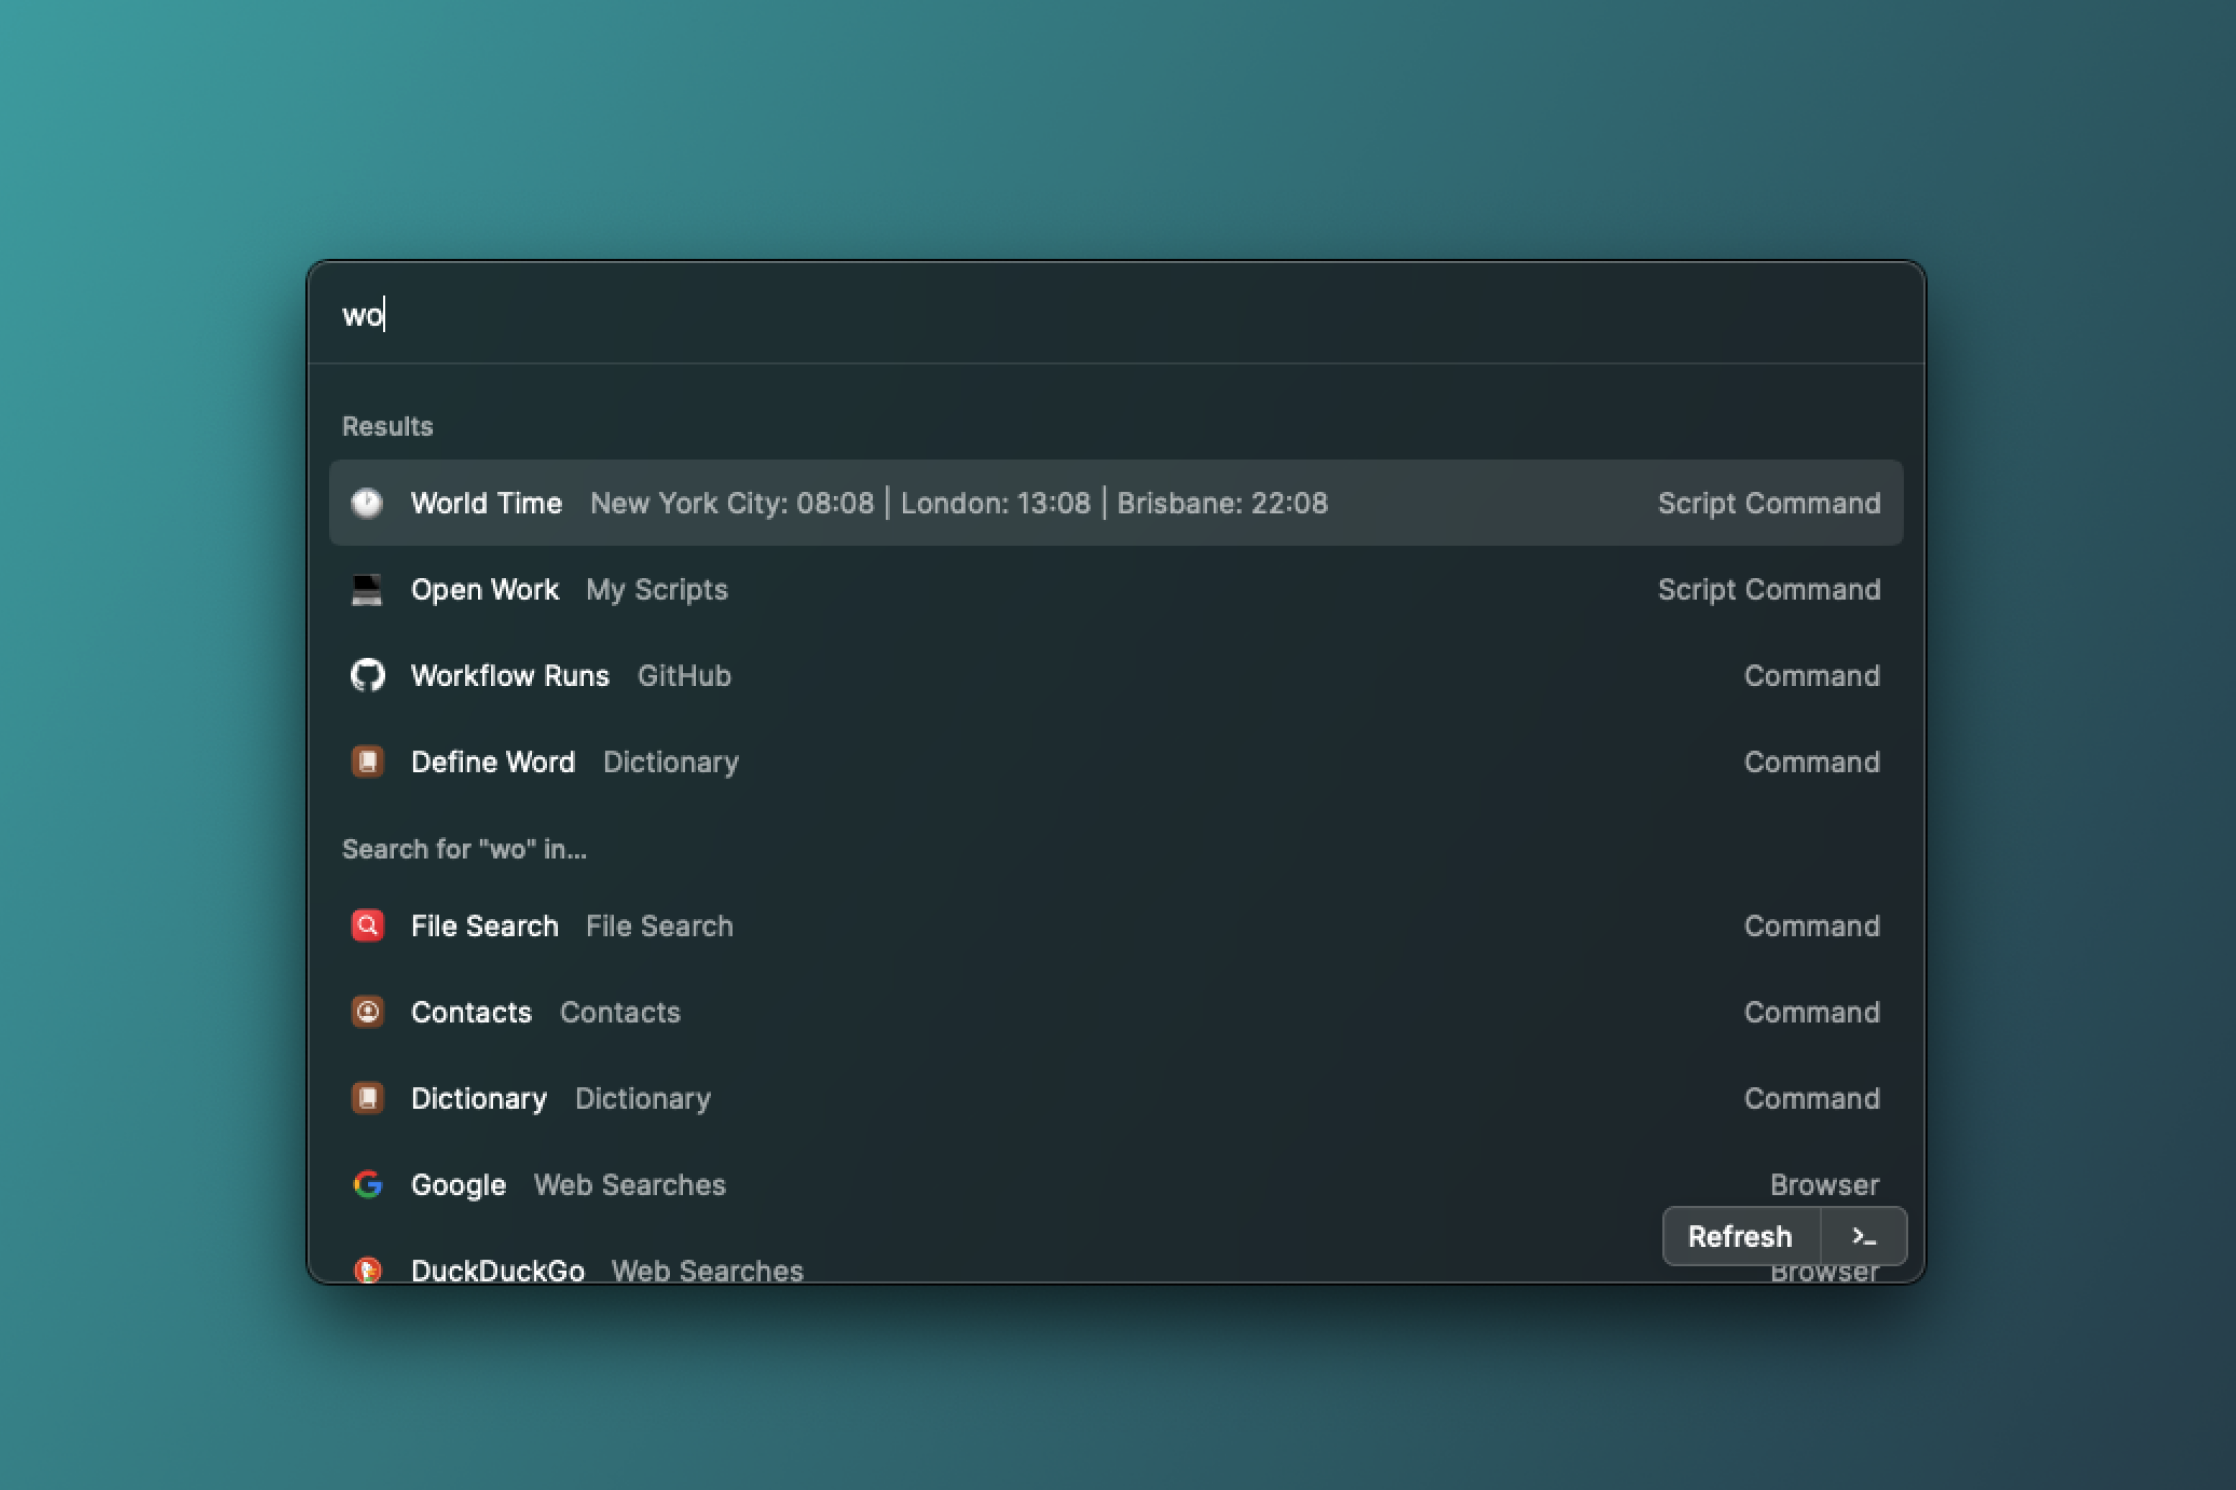 wo
Results
World Time New York City: 08:08 | London: 13:08 | Brisbane: 22:08 Script Command
Open Work My Scripts Script Command
Workflow Runs GitHub Command
Define Word Dictionary Command
Search for "wo" in...
File Search File Search Command
Contacts Contacts Command
Dictionary Dictionary Command
Google Web Searches Browser
Refresh >_
DuckDuckGo Web Searches Browser